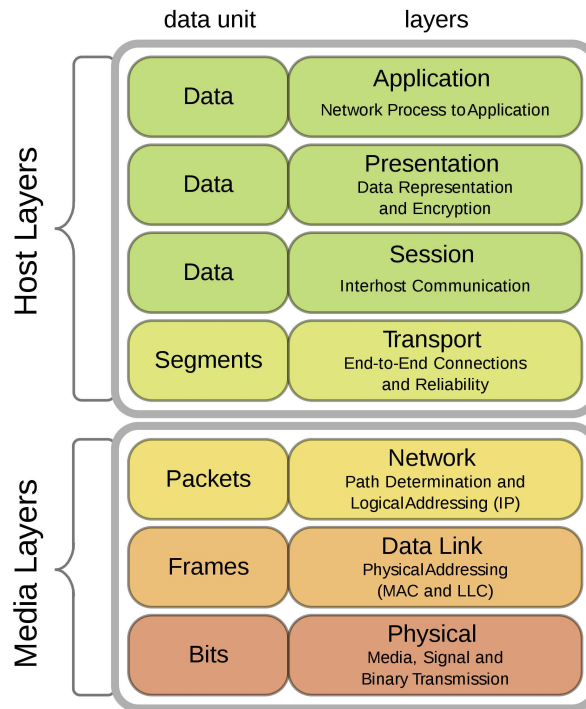 data unit layers
Host Layers
Data
Application
Network Process to Application
Data
Presentation
Data Representation
and Encryption
Data
Session
Interhost Communication
Segments
Transport
End-to-End Connections
and Reliability
Media Layers
Packets
Network
Path Determination and
Logical Addressing (IP)
Frames
Data Link
Physical Addressing
(MAC and LLC)
Bits
Physical
Media, Signal and
Binary Transmission